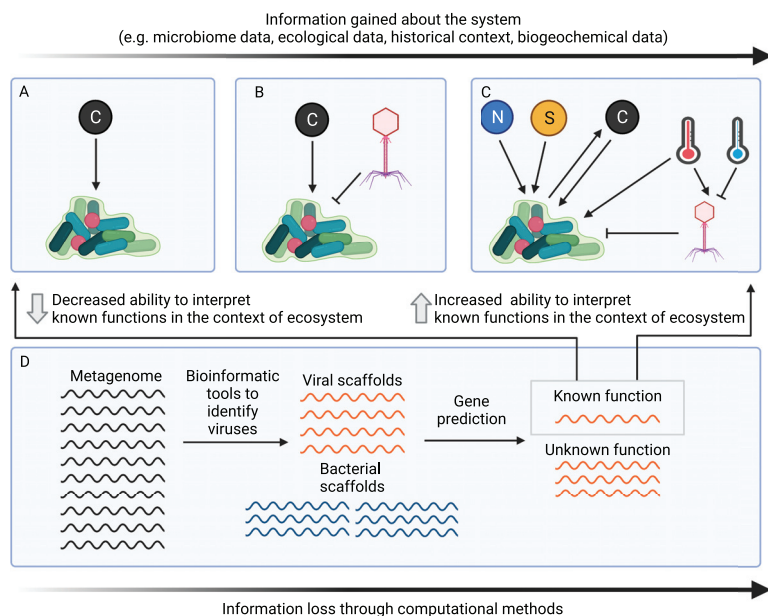 Information gained about the system
(e.g. microbiome data, ecological data, historical context, biogeochemical data)
A
C
B
C
C
N
S
C
Decreased ability to interpret
known functions in the context of ecosystem
Increased ability to interpret
known functions in the context of ecosystem
D
Metagenome
Bioinformatic
tools to
identify
viruses
Viral scaffolds
Bacterial
scaffolds
Gene
prediction
Known function
Unknown function
Information loss through computational methods